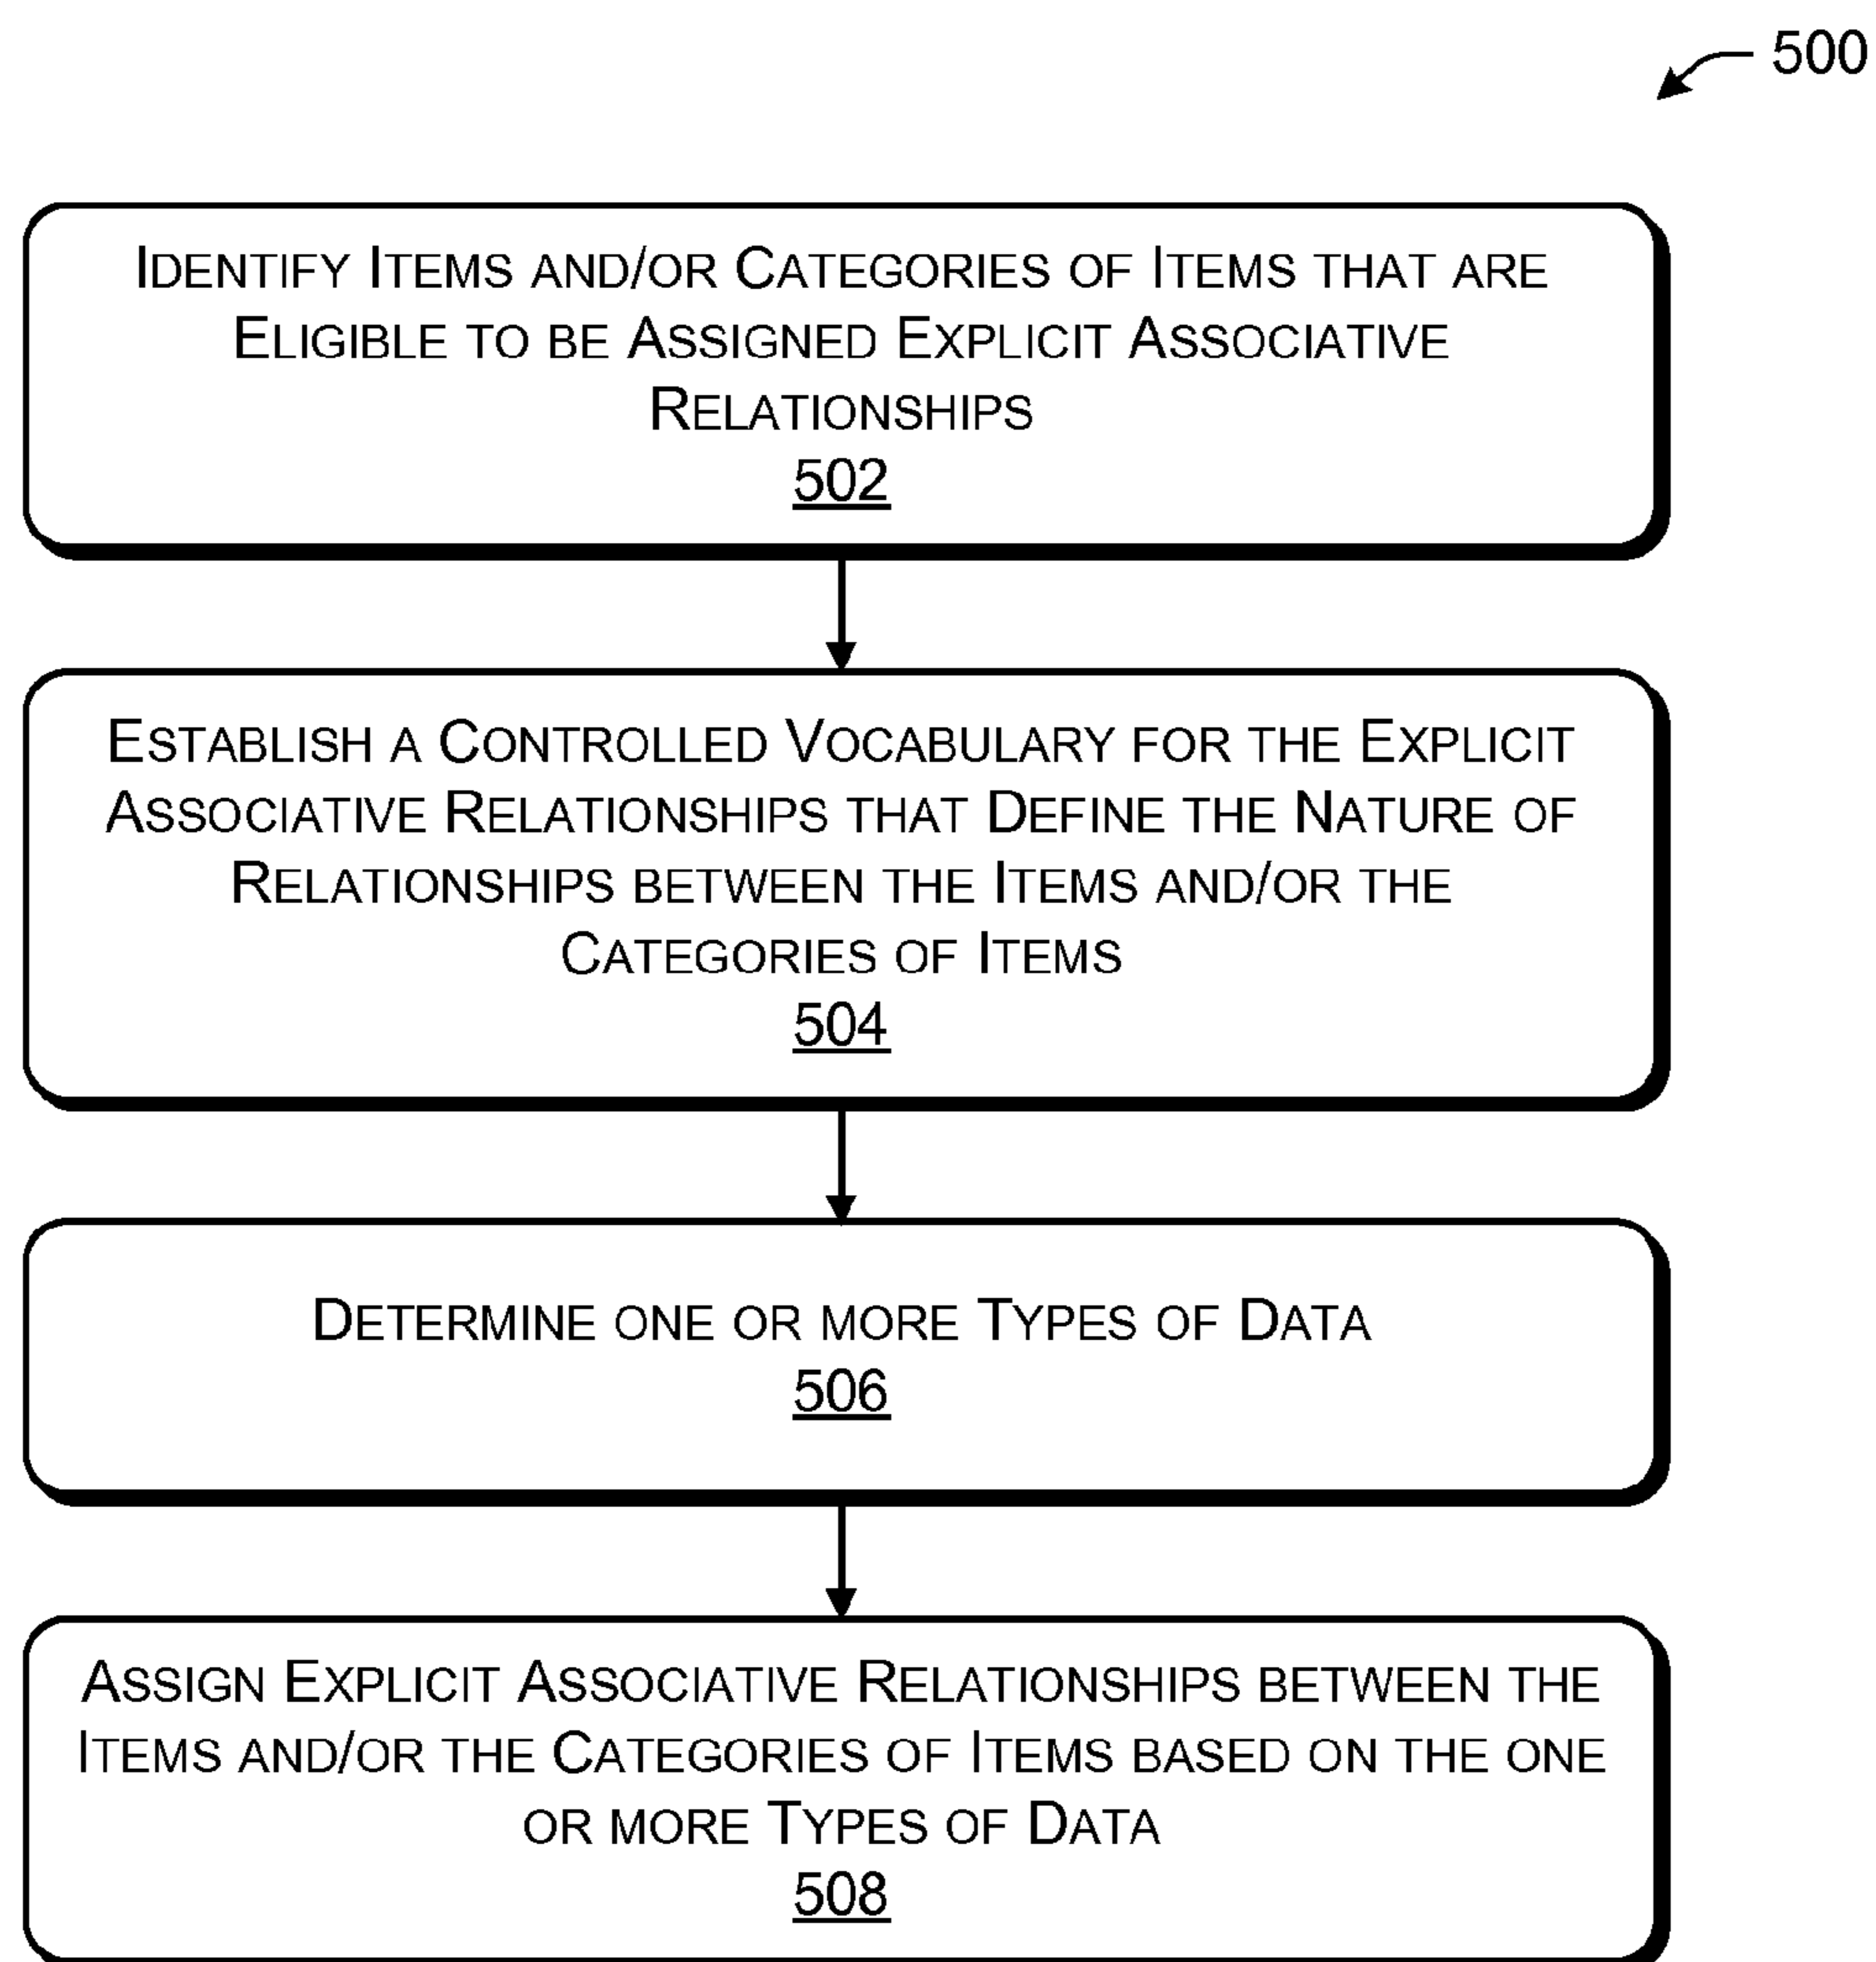 500
IDENTIFY ITEMS AND/OR CATEGORIES OF ITEMS THAT ARE
ELIGIBLE TO BE ASSIGNED EXPLICIT ASSOCIATIVE
RELATIONSHIPS
502
ESTABLISH A CONTROLLED VOCABULARY FOR THE EXPLICIT
ASSOCIATIVE RELATIONSHIPS THAT DEFINE THE NATURE OF
RELATIONSHIPS BETWEEN THE ITEMS AND/OR THE
CATEGORIES OF ITEMS
504
DETERMINE ONE OR MORE TYPES OF DATA
506
ASSIGN EXPLICIT ASSOCIATIVE RELATIONSHIPS BETWEEN THE
ITEMS AND/OR THE CATEGORIES OF ITEMS BASED ON THE ONE
OR MORE TYPES OF DATA
508